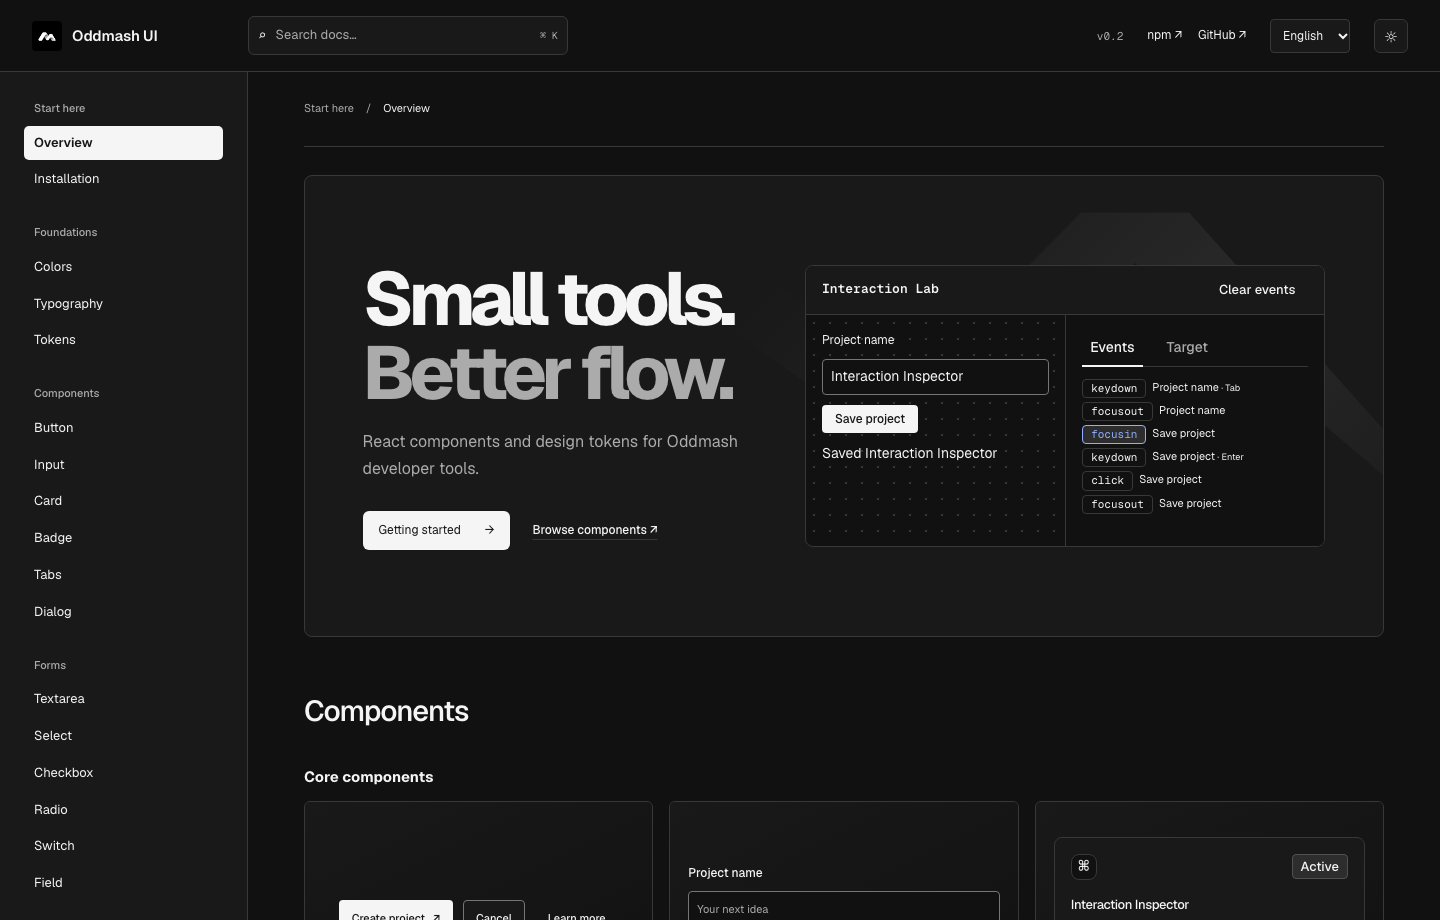 Oddmash UI
Search docs…
⌘ K
v0.2
npm ↗
GitHub ↗
English
Start here
Overview
Installation
Foundations
Colors
Typography
Tokens
Components
Button
Input
Card
Badge
Tabs
Dialog
Forms
Textarea
Select
Checkbox
Radio
Switch
Field
Start here / Overview
Small tools.
Better flow.
React components and design tokens for Oddmash
developer tools.
Getting started →
Browse components ↗
Interaction Lab
Clear events
Project name
Interaction Inspector
Save project
Saved Interaction Inspector
Events
Target
keydown Project name · Tab
focusout Project name
focusin Save project
keydown Save project · Enter
click Save project
focusout Save project
Components
Core components
Create project ↗
Cancel
Learn more
Project name
Your next idea
⌘
Active
Interaction Inspector